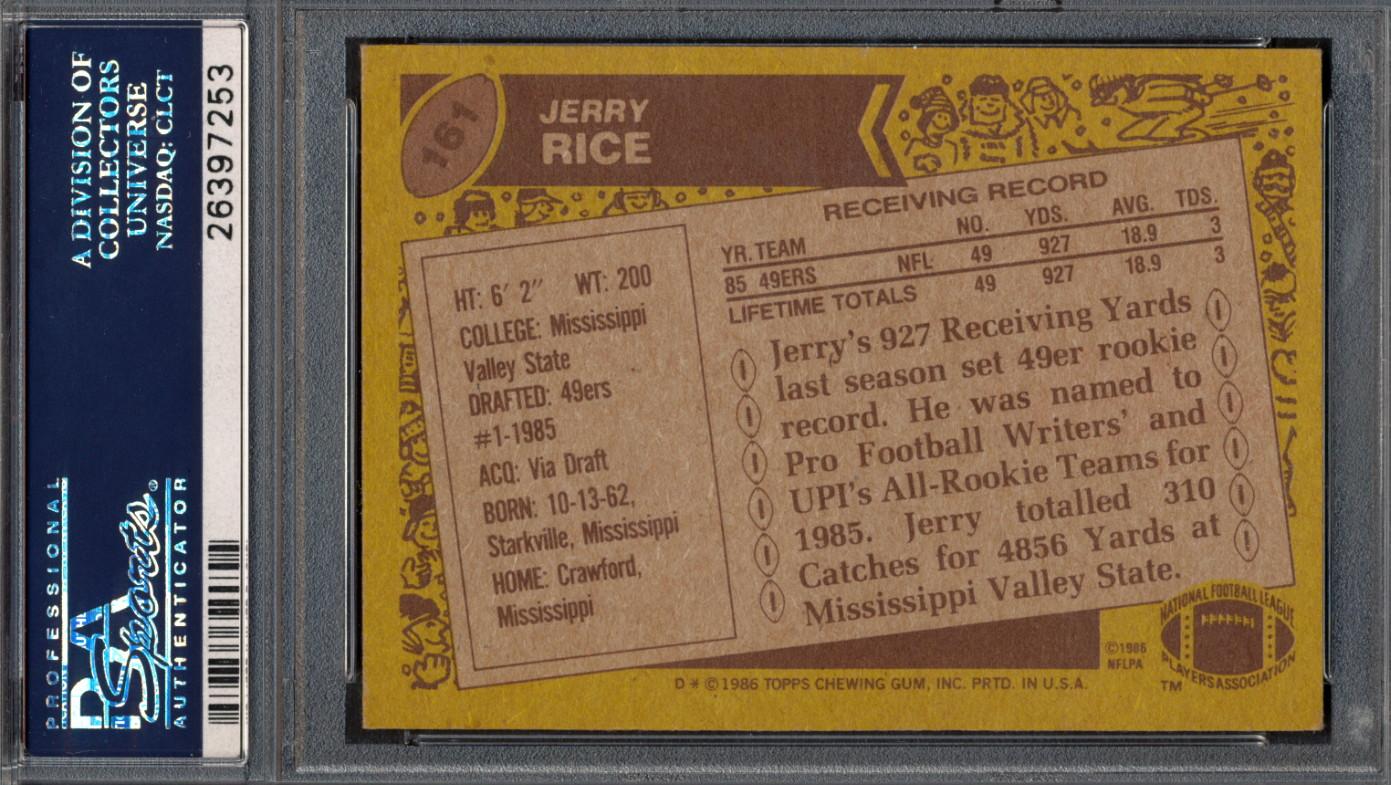 A DIVISION OF
COLLECTORS
UNIVERSE
NASDAQ: CLCT
26397253
PROFESSIONAL
PSA
Sports®
AUTHENTICATOR
161
JERRY
RICE
RECEIVING RECORD
YR. TEAM NO. YDS. AVG. TDS.
85 49ERS NFL 49 927 18.9 3
LIFETIME TOTALS 49 927 18.9 3
HT: 6′ 2″ WT: 200
COLLEGE: Mississippi
Valley State
DRAFTED: 49ers
#1-1985
ACQ: Via Draft
BORN: 10-13-62,
Starkville, Mississippi
HOME: Crawford,
Mississippi
Jerry's 927 Receiving Yards
last season set 49er rookie
record. He was named to
Pro Football Writers' and
UPI's All-Rookie Teams for
1985. Jerry totalled 310
Catches for 4856 Yards at
Mississippi Valley State.
©1986
NFLPA
NATIONAL FOOTBALL LEAGUE
PLAYERS ASSOCIATION
TM
D * © 1986 TOPPS CHEWING GUM, INC. PRTD. IN U.S.A.